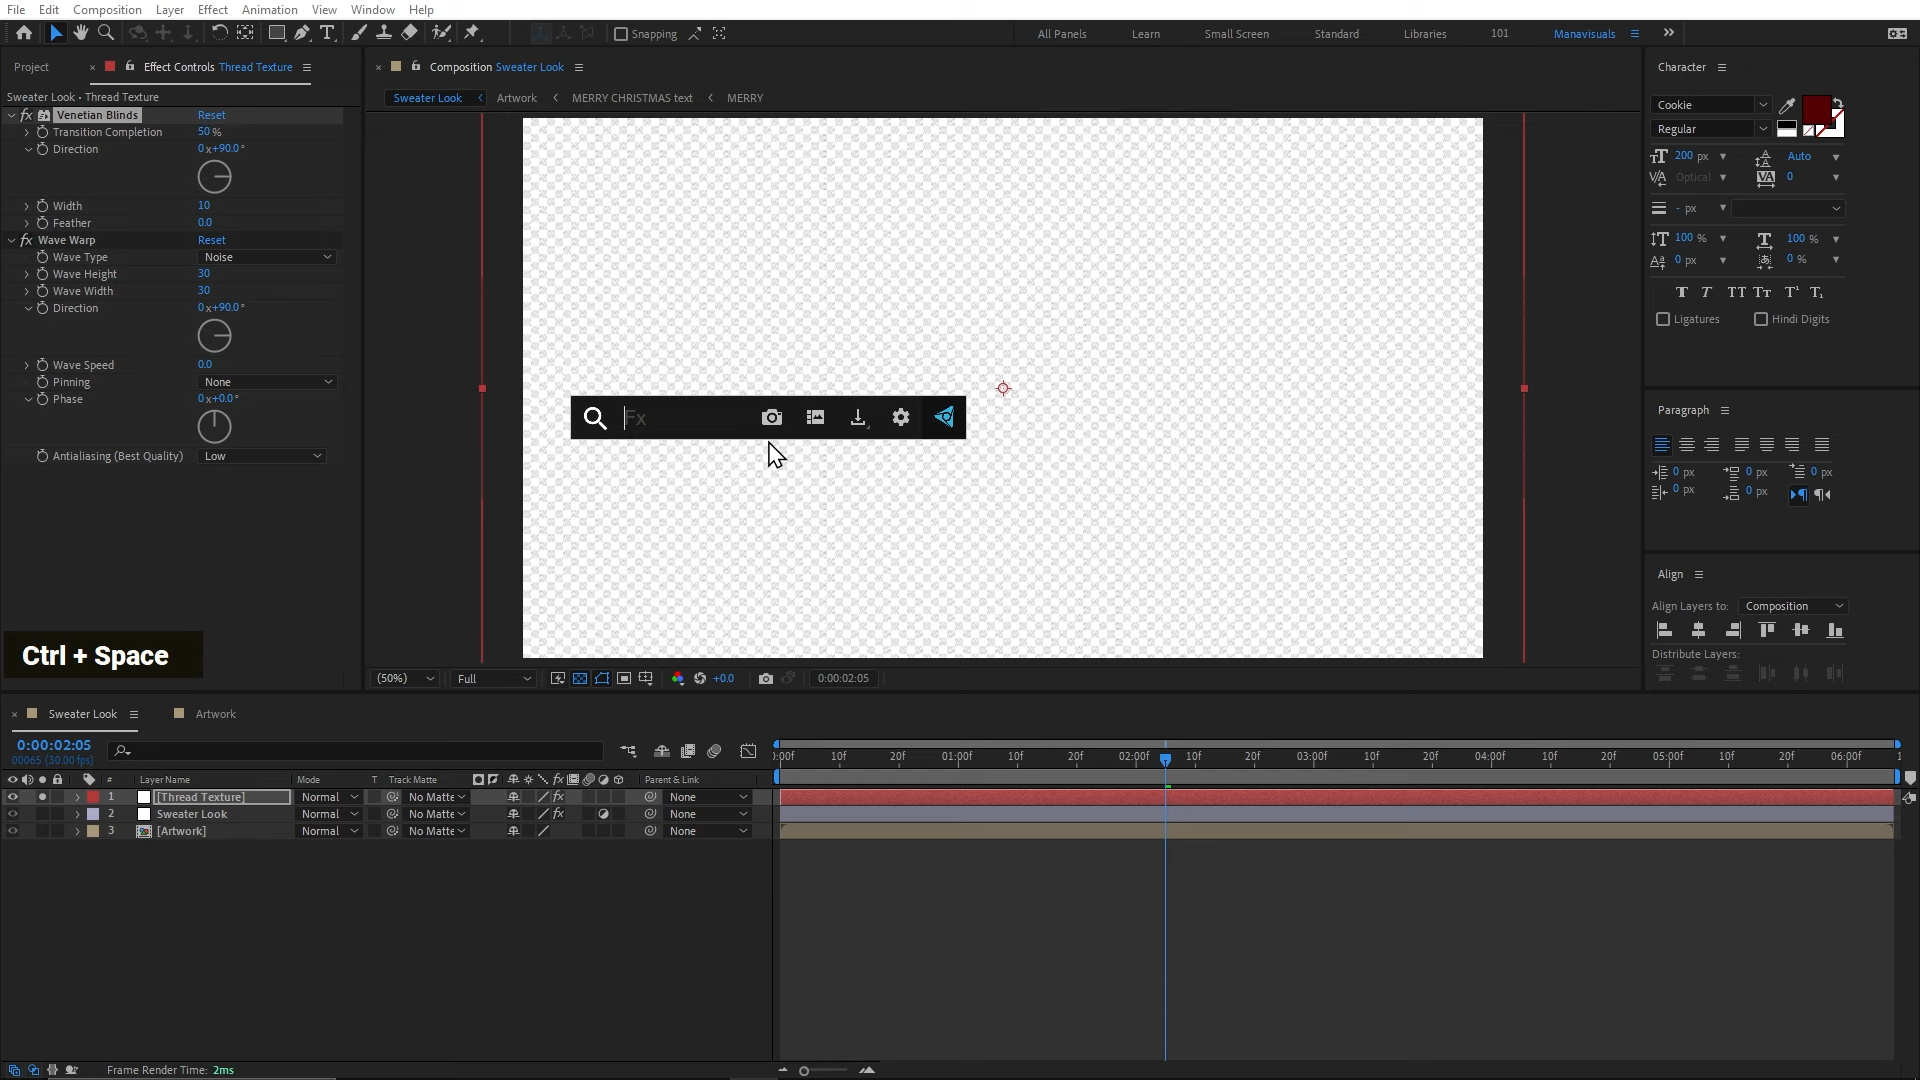 File Edit Composition Layer Effect Animation View Window Help
Snapping All Panels Learn Small Screen Standard Libraries 101 Manavisuals
Project Effect Controls Thread Texture
Composition Sweater Look
Character
Sweater Look • Thread Texture
Sweater Look Artwork MERRY CHRISTMAS text MERRY
fx Venetian Blinds Reset
Transition Completion 50 %
Direction 0 x+90.0°
Width 10
Feather 0.0
fx Wave Warp Reset
Wave Type Noise
Wave Height 30
Wave Width 30
Direction 0 x+90.0°
Wave Speed 0.0
Pinning None
Phase 0 x+0.0°
Antialiasing (Best Quality) Low
Fx
Ctrl + Space
Cookie
Regular
200 px Auto
Optical 0
- px
100 % 100 %
0 px 0 %
T T TT Tt T¹ T₁
Ligatures Hindi Digits
Paragraph
0 px 0 px 0 px
0 px 0 px
Align
Align Layers to: Composition
Distribute Layers:
(50%) Full +0.0 0:00:02:05
Sweater Look Artwork
0:00:02:05
00065 (30.00 fps)
:00f 10f 20f 01:00f 10f 20f 02:00f 10f 20f 03:00f 10f 20f 04:00f 10f 20f 05:00f 10f 20f 06:00f 1
# Layer Name Mode T Track Matte fx Parent & Link
1 [Thread Texture] Normal No Matte fx None
2 Sweater Look Normal No Matte fx None
3 [Artwork] Normal No Matte None
Frame Render Time: 2ms